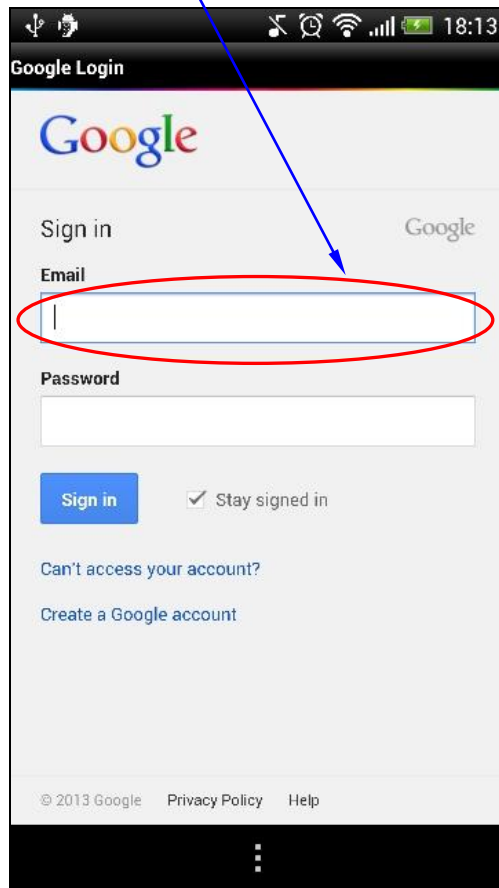 18:13
Google Login
Google
Sign in Google
Email
Password
Sign in Stay signed in
Can't access your account?
Create a Google account
© 2013 Google Privacy Policy Help